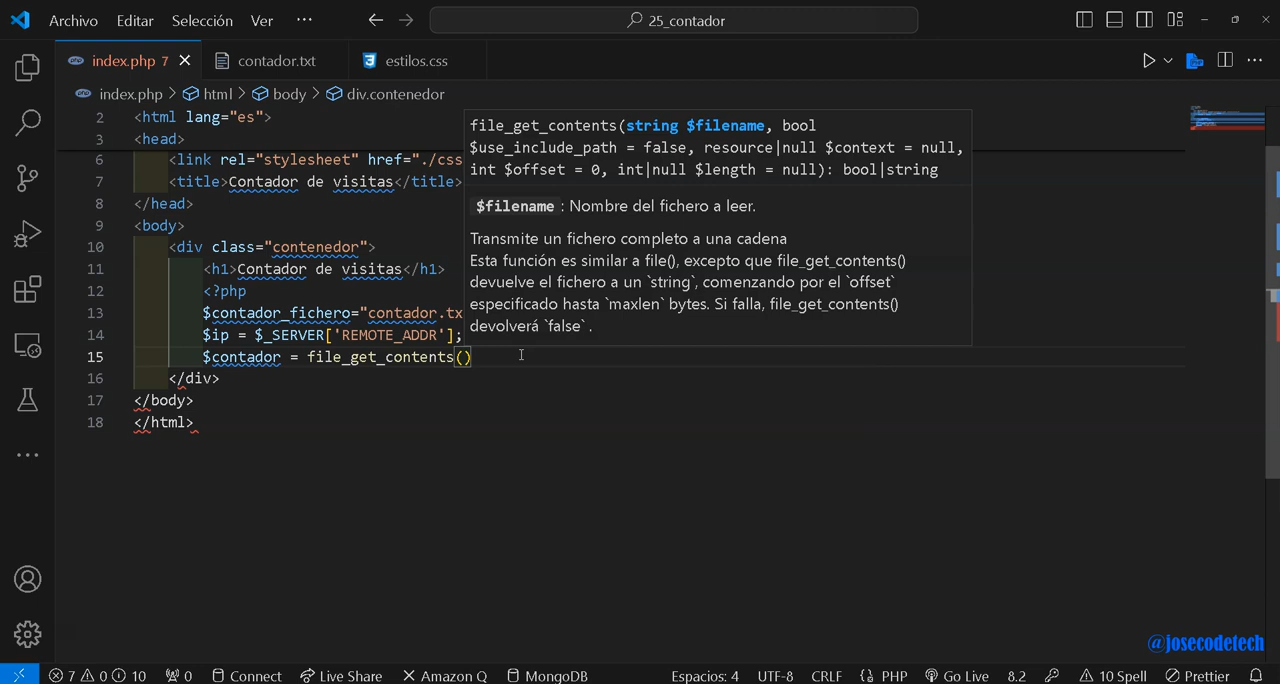 Archivo Editar Selección Ver ··· 25_contador
index.php 7 contador.txt estilos.css
index.php > html > body > div.contenedor
2 <html lang="es">
3 <head>
6 <link rel="stylesheet" href="./css
7 <title>Contador de visitas</title>
8 </head>
9 <body>
10 <div class="contenedor">
11 <h1>Contador de visitas</h1>
12 <?php
13 $contador_fichero="contador.tx
14 $ip = $_SERVER['REMOTE_ADDR'];
15 $contador = file_get_contents()
16 </div>
17 </body>
18 </html>
file_get_contents(string $filename, bool
$use_include_path = false, resource|null $context = null,
int $offset = 0, int|null $length = null): bool|string
$filename : Nombre del fichero a leer.
Transmite un fichero completo a una cadena
Esta función es similar a file(), excepto que file_get_contents()
devuelve el fichero a un `string`, comenzando por el `offset`
especificado hasta `maxlen` bytes. Si falla, file_get_contents()
devolverá `false` .
@josecodetech
7 0 10 0 Connect Live Share Amazon Q MongoDB Espacios: 4 UTF-8 CRLF PHP Go Live 8.2 10 Spell Prettier